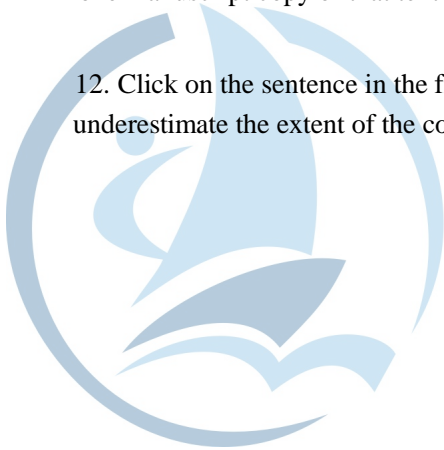 12. Click on the sentence in the f
underestimate the extent of the co